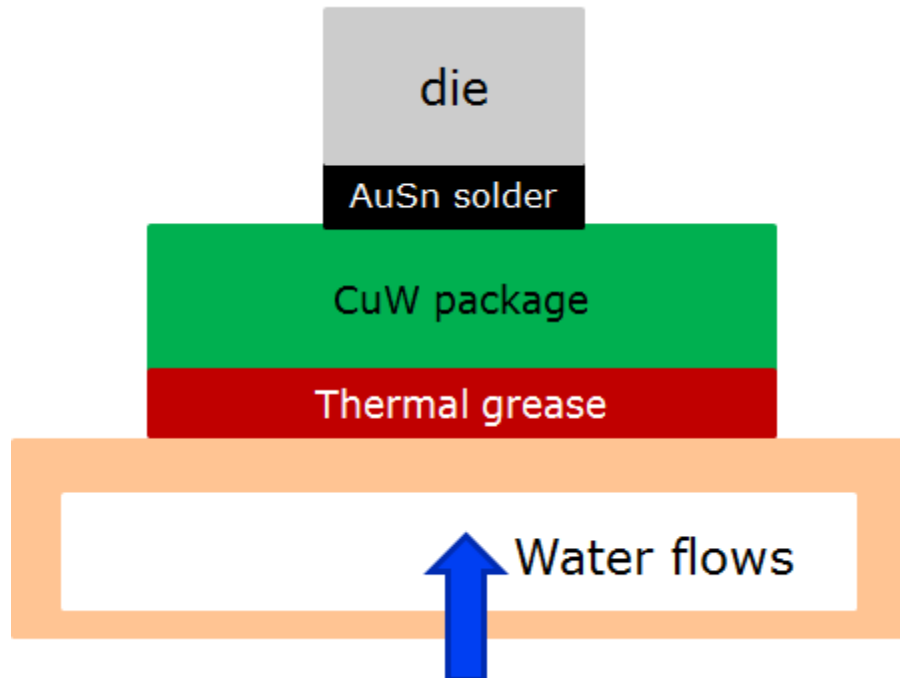 die
AuSn solder
CuW package
Thermal grease
Water flows